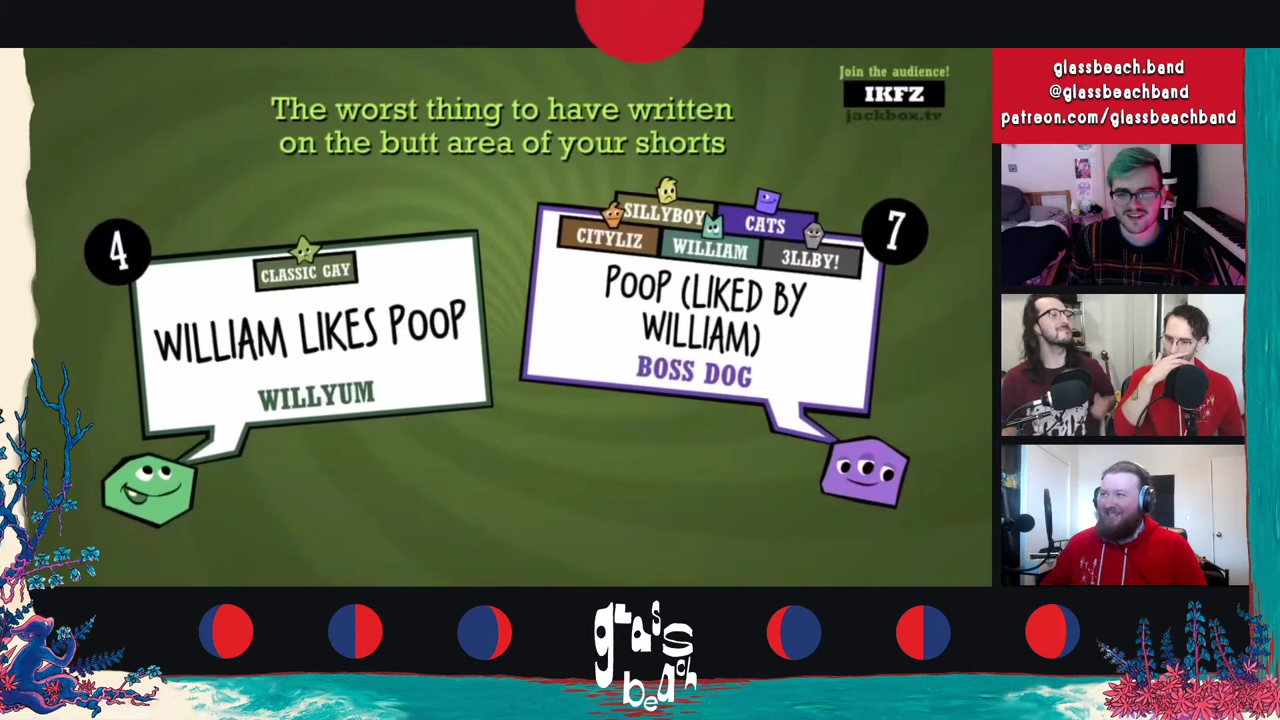 Join the audience!
IKFZ
jackbox.tv
The worst thing to have written
on the butt area of your shorts
4
CLASSIC GAY
WILLIAM LIKES POOP
WILLYUM
SILLYBOY
CATS
CITYLIZ
WILLIAM
3LLBY!
7
POOP (LIKED BY
WILLIAM)
BOSS DOG
glassbeach.band
@glassbeachband
patreon.com/glassbeachband
glass
beach